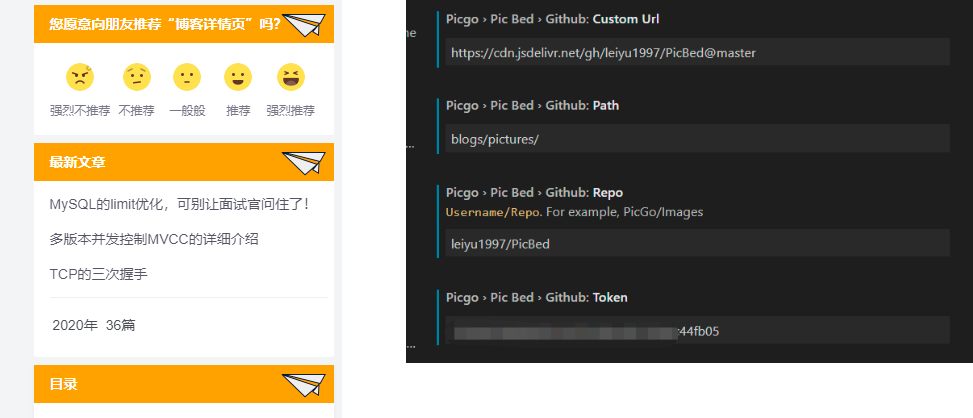 您愿意向朋友推荐“博客详情页”吗?
强烈不推荐 不推荐 一般般 推荐 强烈推荐
最新文章
MySQL的limit优化，可别让面试官问住了！
多版本并发控制MVCC的详细介绍
TCP的三次握手
2020年 36篇
目录
Picgo › Pic Bed › Github: Custom Url
https://cdn.jsdelivr.net/gh/leiyu1997/PicBed@master
Picgo › Pic Bed › Github: Path
blogs/pictures/
Picgo › Pic Bed › Github: Repo
Username/Repo. For example, PicGo/Images
leiyu1997/PicBed
Picgo › Pic Bed › Github: Token
44fb05